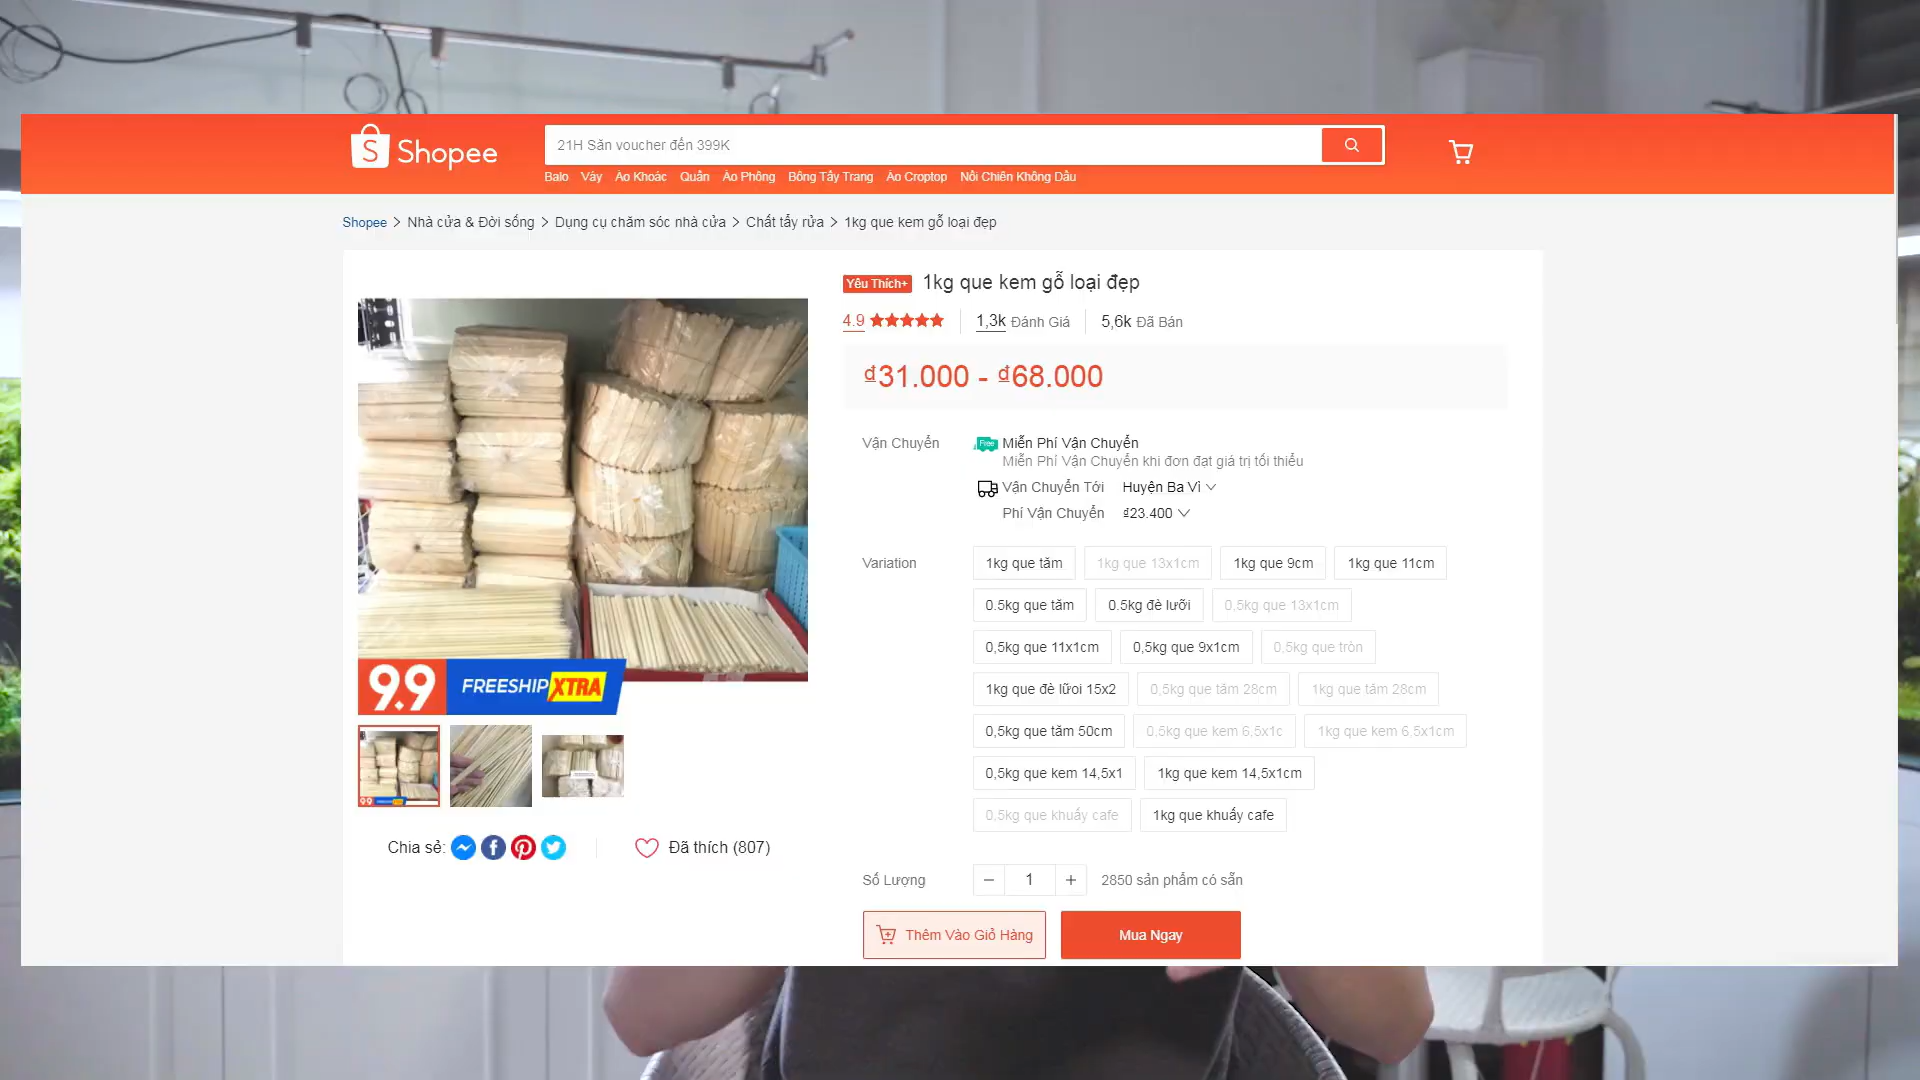 Shopee
21H Săn voucher đến 399K
Balo Váy Áo Khoác Quần Áo Phông Bông Tẩy Trang Áo Croptop Nồi Chiên Không Dầu
Shopee > Nhà cửa & Đời sống > Dụng cụ chăm sóc nhà cửa > Chất tẩy rửa > 1kg que kem gỗ loại đẹp
Yêu Thích+ 1kg que kem gỗ loại đẹp
4.9 1,3k Đánh Giá 5,6k Đã Bán
₫31.000 - ₫68.000
Vận Chuyển Free Miễn Phí Vận Chuyển
Miễn Phí Vận Chuyển khi đơn đạt giá trị tối thiểu
Vận Chuyển Tới Huyện Ba Vì
Phí Vận Chuyển ₫23.400
Variation 1kg que tăm 1kg que 13x1cm 1kg que 9cm 1kg que 11cm
0.5kg que tăm 0.5kg đè lưỡi 0,5kg que 13x1cm
0,5kg que 11x1cm 0,5kg que 9x1cm 0,5kg que tròn
1kg que đè lữoi 15x2 0,5kg que tăm 28cm 1kg que tăm 28cm
0,5kg que tăm 50cm 0,5kg que kem 6,5x1c 1kg que kem 6,5x1cm
0,5kg que kem 14,5x1 1kg que kem 14,5x1cm
0,5kg que khuấy cafe 1kg que khuấy cafe
9.9 FREESHIP XTRA
Chia sẻ: Đã thích (807)
Số Lượng 1 2850 sản phẩm có sẵn
Thêm Vào Giỏ Hàng Mua Ngay